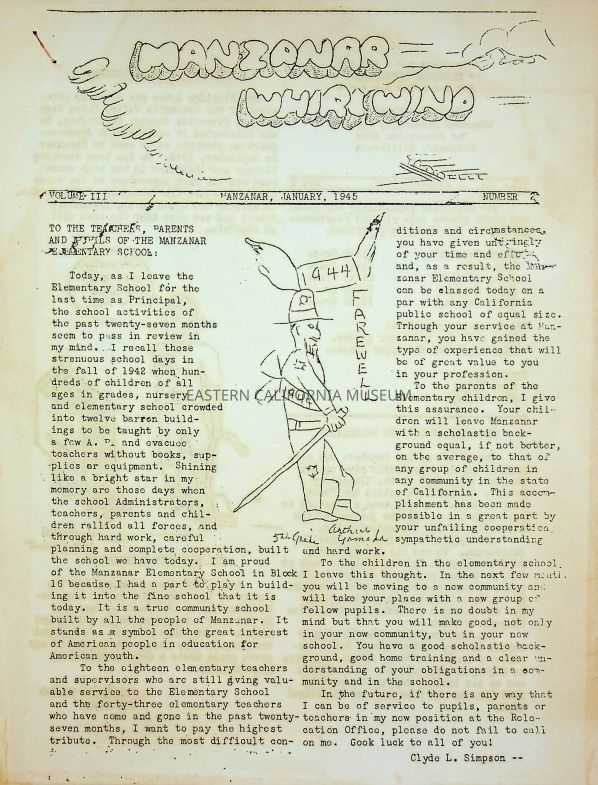 MANZANAR
WHIRLWIND
VOLUME III MANZANAR, JANUARY, 1945 NUMBER
TO THE TEACHERS, PARENTS
AND PUPILS OF THE MANZANAR
ELEMENTARY SCHOOL:
Today, as I leave the
Elementary School for the
last time as Principal,
the school activities of
the past twenty-seven months
seem to pass in review in
my mind. I recall those
strenuous school days in
the fall of 1942 when hun-
dreds of children of all
ages in grades, nursery
and elementary school crowded
into twelve barren build-
ings to be taught by only
a few A. P. and evacuee
teachers without books, sup-
plies or equipment. Shining
like a bright star in my
memory are those days when
the school Administrators,
teachers, parents and chil-
dren rallied all forces, and
through hard work, careful
planning and complete cooperation, built
the school we have today. I am proud
of the Manzanar Elementary School in Block
16 because I had a part to play in build-
ing it into the fine school that it is
today. It is a true community school
built by all the people of Manzanar. It
stands as a symbol of the great interest
of American people in education for
American youth.
To the eighteen elementary teachers
and supervisors who are still giving valu-
able service to the Elementary School
and the forty-three elementary teachers
who have come and gone in the past twenty-
seven months, I want to pay the highest
tribute. Through the most difficult con-
1944
FAREWELL
5th Grade Arthur
Yamada
EASTERN CALIFORNIA MUSEUM
ditions and circumstances,
you have given untiringly
of your time and effort
and, as a result, the Man-
zanar Elementary School
can be classed today on a
par with any California
public school of equal size.
Through your service at Man-
zanar, you have gained the
type of experience that will
be of great value to you
in your profession.
To the parents of the
elementary children, I give
this assurance. Your chil-
dren will leave Manzanar
with a scholastic back-
ground equal, if not better,
on the average, to that of
any group of children in
any community in the state
of California. This accom-
plishment has been made
possible in a great part by
your unfailing cooperation,
sympathetic understanding
and hard work.
To the children in the elementary school,
I leave this thought. In the next few
you will be moving to a new community and
will take your place with a new group of
fellow pupils. There is no doubt in my
mind but that you will make good, not only
in your new community, but in your new
school. You have a good scholastic back-
ground, good home training and a clear un-
derstanding of your obligations in a com-
munity and in the school.
In the future, if there is any way that
I can be of service to pupils, parents or
teachers in my new position at the Relo-
cation Office, please do not fail to call
on me. Gook luck to all of you!
Clyde L. Simpson --